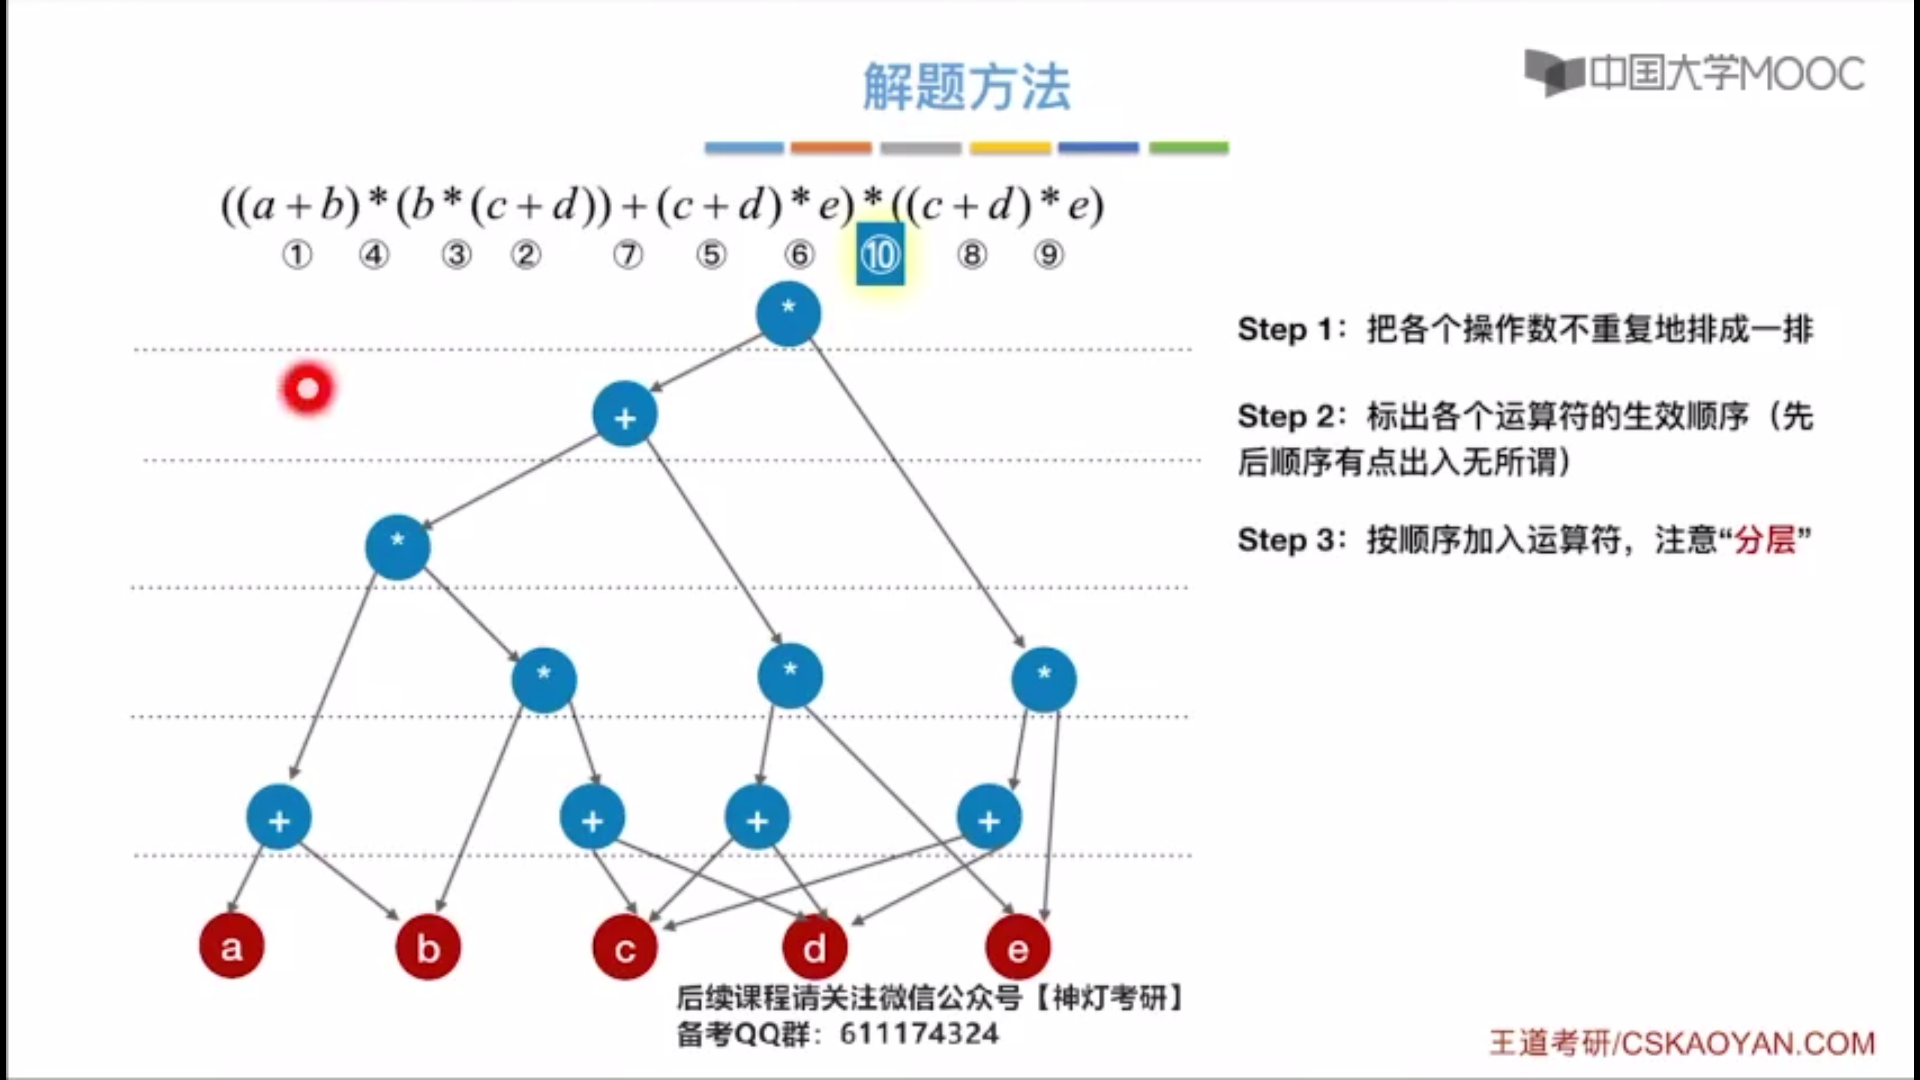 解题方法
中国大学MOOC
((a+b)*(b*(c+d))+(c+d)*e)*((c+d)*e)
① ④ ③ ② ⑦ ⑤ ⑥ ⑩ ⑧ ⑨
*
+
*
* * *
+ + + +
a b c d e
Step 1：把各个操作数不重复地排成一排
Step 2：标出各个运算符的生效顺序（先
后顺序有点出入无所谓）
Step 3：按顺序加入运算符，注意“分层”
后续课程请关注微信公众号【神灯考研】
备考QQ群：611174324
王道考研/CSKAOYAN.COM